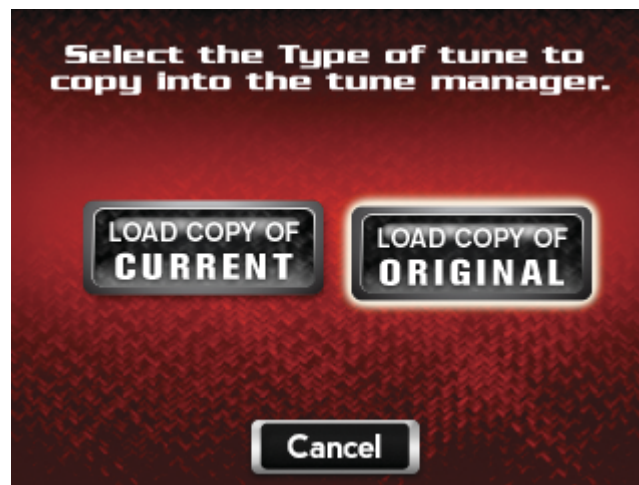 Select the Type of tune to
copy into the tune manager.
LOAD COPY OF
CURRENT
LOAD COPY OF
ORIGINAL
Cancel